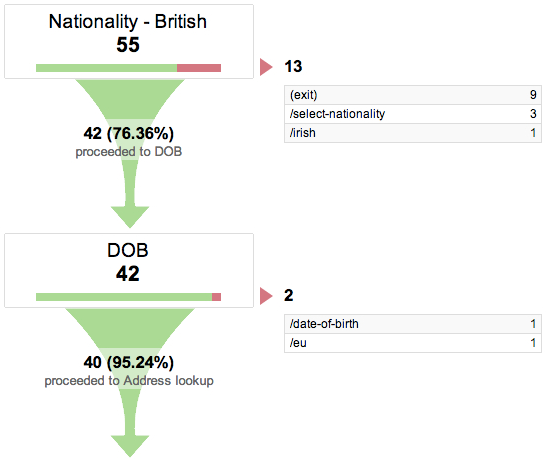 Nationality - British
55
13
(exit) 9
/select-nationality 3
/irish 1
42 (76.36%)
proceeded to DOB
DOB
42
2
/date-of-birth 1
/eu 1
40 (95.24%)
proceeded to Address lookup